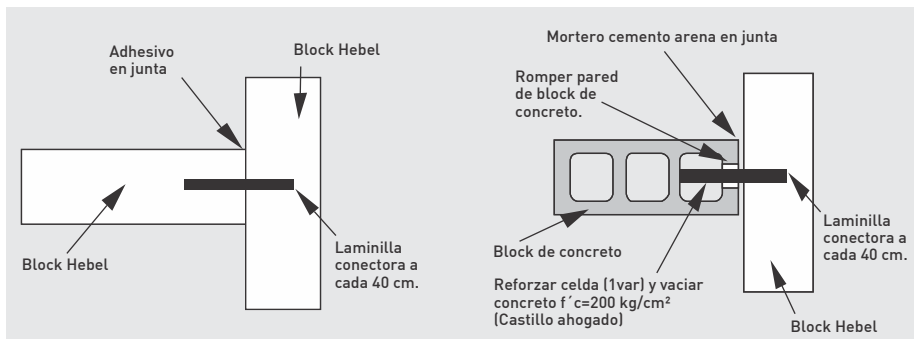 Adhesivo
en junta
Block Hebel
Block Hebel
Laminilla
conectora a
cada 40 cm.
Mortero cemento arena en junta
Romper pared
de block de
concreto.
Block de concreto
Reforzar celda (1var) y vaciar
concreto f´c=200 kg/cm²
(Castillo ahogado)
Laminilla
conectora a
cada 40 cm.
Block Hebel